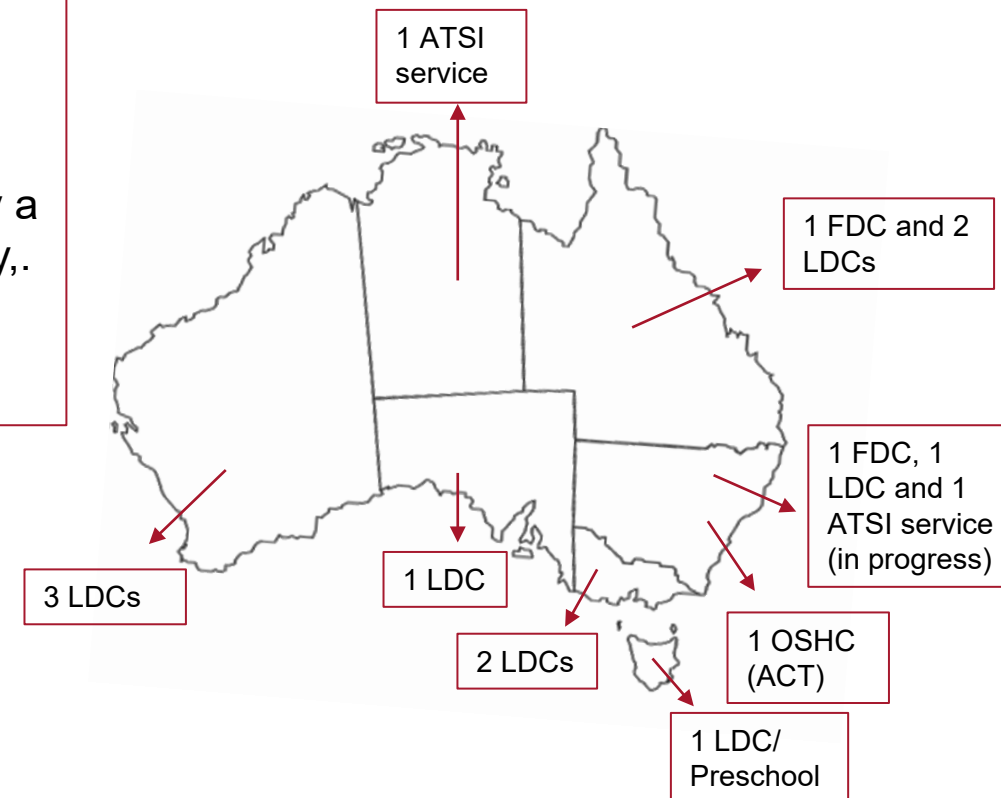 1 ATSI
service
a
y,.
1 FDC and 2
LDCs
1 FDC, 1
LDC and 1
ATSI service
(in progress)
3 LDCs
1 LDC
2 LDCs
1 OSHC
(ACT)
1 LDC/
Preschool